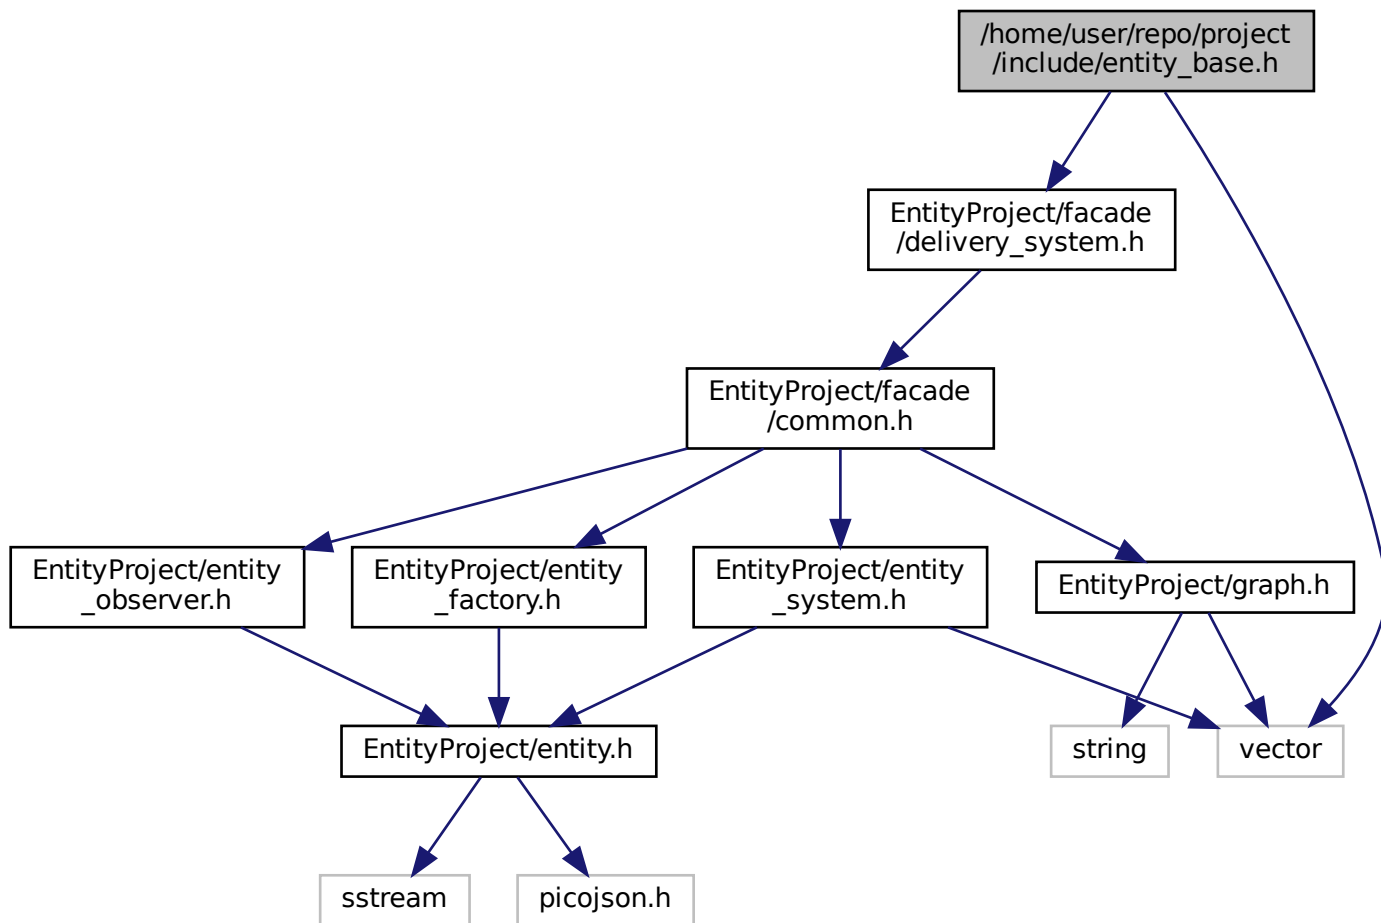 /home/user/repo/project
/include/entity_base.h
EntityProject/facade
/delivery_system.h
EntityProject/facade
/common.h
EntityProject/entity
_observer.h
EntityProject/entity
_factory.h
EntityProject/entity
_system.h
EntityProject/graph.h
EntityProject/entity.h
string
vector
sstream
picojson.h